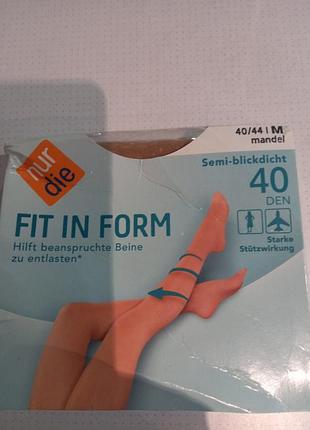 nur
die
40/44 | M
mandel
Semi-blickdicht
40
DEN
FIT IN FORM
Hilft beanspruchte Beine
zu entlasten*
Starke
Stützwirkung